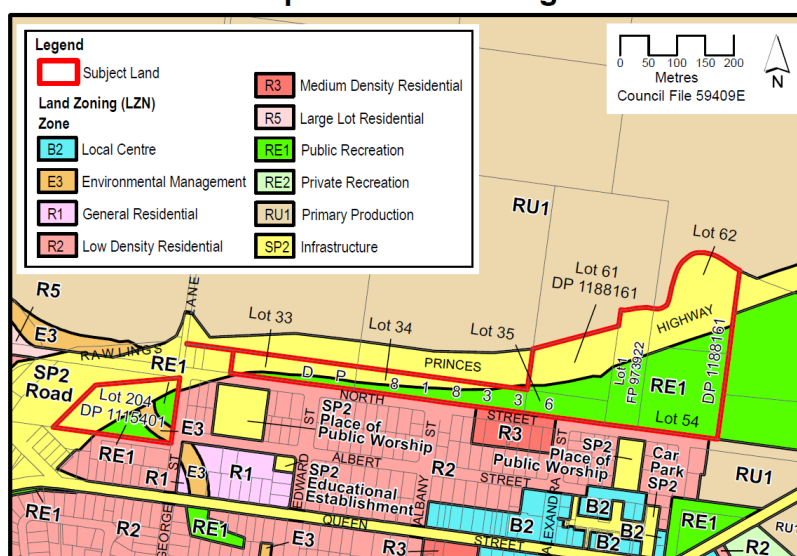 Legend
Subject Land
Land Zoning (LZN)
Zone
B2 Local Centre
E3 Environmental Management
R1 General Residential
R2 Low Density Residential
R3 Medium Density Residential
R5 Large Lot Residential
RE1 Public Recreation
RE2 Private Recreation
RU1 Primary Production
SP2 Infrastructure
0 50 100 150 200
Metres
Council File 59409E
N
RU1
Lot 62
Lot 61
DP 1188161
HIGHWAY
Lot 1
FP 973922
DP 1188161
RE1
Lot 54
R5
E3
LANE
RAWLINGS
Lot 33
Lot 34
Lot 35
PRINCES
D P 8 1 8 3 3 6
NORTH
STREET
RE1
SP2
Road
Lot 204
DP 1115401
E3
RE1
R1
ST
GEORGE
E3
R1
RE1
SP2
Place of
Public Worship
ST
EDWARD
ALBERT
STREET
SP2
Educational
Establishment
R2
ST
ALBANY
R3
ST
ALEXANDRA
SP2
Place of
Public Worship
Car
Park
SP2
RU1
QUEEN
STREET
B2
B2
B2
B2
RE1
RU1
R2
RE1
R2
E3
R3